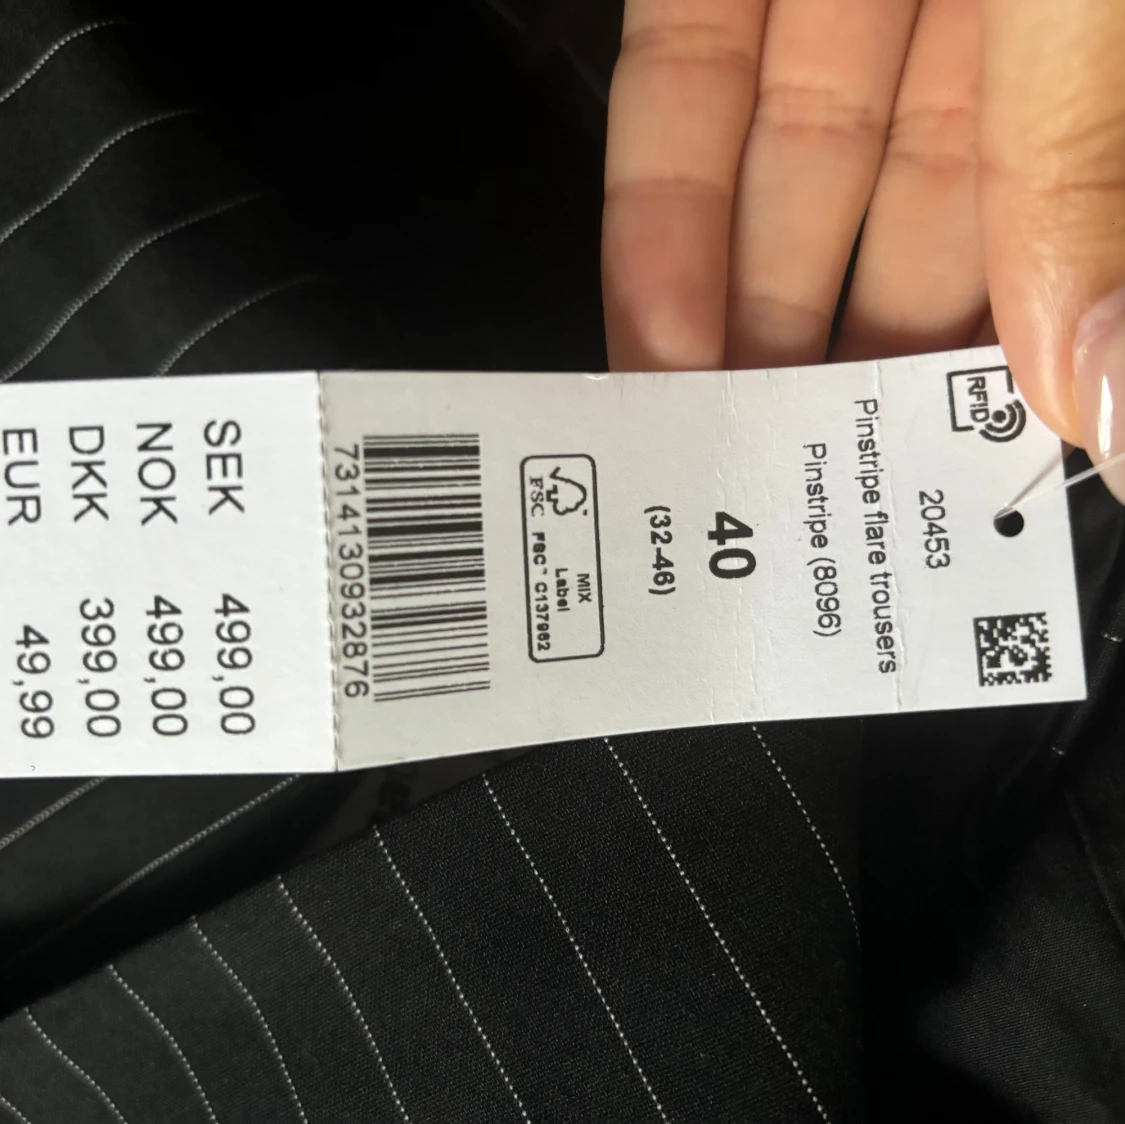 RFID
20453
Pinstripe flare trousers
Pinstripe (8096)
40
(32-46)
MIX
Label
FSC FSC™ C137982
7314130932876
SEK 499,00
NOK 499,00
DKK 399,00
EUR 49,99